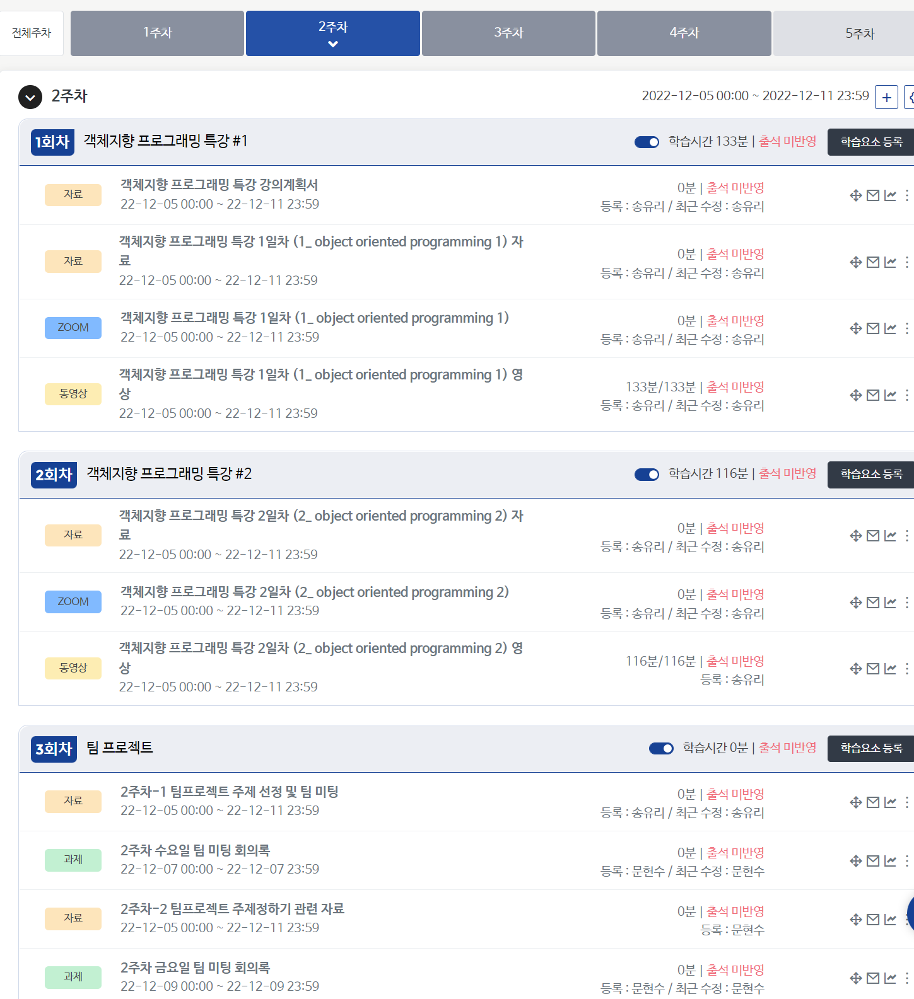 전체주차
1주차
2주차
3주차
4주차
5주차
2주차
2022-12-05 00:00 ~ 2022-12-11 23:59
1회차 객체지향 프로그래밍 특강 #1
학습시간 133분 | 출석 미반영
학습요소 등록
자료
객체지향 프로그래밍 특강 강의계획서
22-12-05 00:00 ~ 22-12-11 23:59
0분 | 출석 미반영
등록 : 송유리 / 최근 수정 : 송유리
자료
객체지향 프로그래밍 특강 1일차 (1_ object oriented programming 1) 자
료
22-12-05 00:00 ~ 22-12-11 23:59
0분 | 출석 미반영
등록 : 송유리 / 최근 수정 : 송유리
ZOOM
객체지향 프로그래밍 특강 1일차 (1_ object oriented programming 1)
22-12-05 00:00 ~ 22-12-11 23:59
0분 | 출석 미반영
등록 : 송유리 / 최근 수정 : 송유리
동영상
객체지향 프로그래밍 특강 1일차 (1_ object oriented programming 1) 영
상
22-12-05 00:00 ~ 22-12-11 23:59
133분/133분 | 출석 미반영
등록 : 송유리 / 최근 수정 : 송유리
2회차 객체지향 프로그래밍 특강 #2
학습시간 116분 | 출석 미반영
학습요소 등록
자료
객체지향 프로그래밍 특강 2일차 (2_ object oriented programming 2) 자
료
22-12-05 00:00 ~ 22-12-11 23:59
0분 | 출석 미반영
등록 : 송유리 / 최근 수정 : 송유리
ZOOM
객체지향 프로그래밍 특강 2일차 (2_ object oriented programming 2)
22-12-05 00:00 ~ 22-12-11 23:59
0분 | 출석 미반영
등록 : 송유리 / 최근 수정 : 송유리
동영상
객체지향 프로그래밍 특강 2일차 (2_ object oriented programming 2) 영
상
22-12-05 00:00 ~ 22-12-11 23:59
116분/116분 | 출석 미반영
등록 : 송유리
3회차 팀 프로젝트
학습시간 0분 | 출석 미반영
학습요소 등록
자료
2주차-1 팀프로젝트 주제 선정 및 팀 미팅
22-12-05 00:00 ~ 22-12-11 23:59
0분 | 출석 미반영
등록 : 송유리 / 최근 수정 : 송유리
과제
2주차 수요일 팀 미팅 회의록
22-12-07 00:00 ~ 22-12-07 23:59
0분 | 출석 미반영
등록 : 문현수 / 최근 수정 : 문현수
자료
2주차-2 팀프로젝트 주제정하기 관련 자료
22-12-05 00:00 ~ 22-12-11 23:59
0분 | 출석 미반영
등록 : 문현수
과제
2주차 금요일 팀 미팅 회의록
22-12-09 00:00 ~ 22-12-09 23:59
0분 | 출석 미반영
등록 : 문현수 / 최근 수정 : 문현수